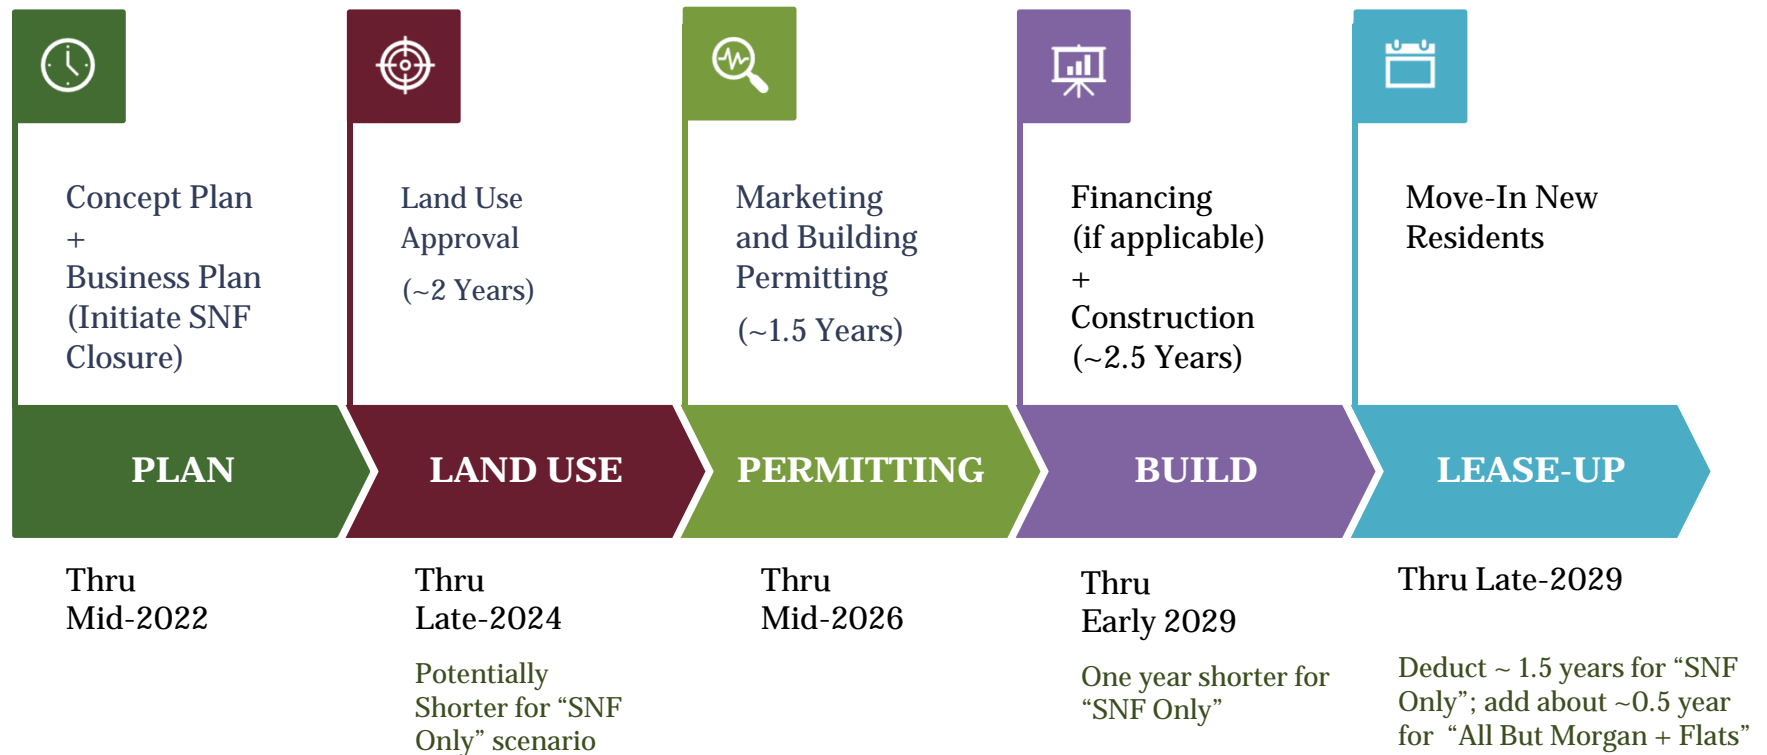 Concept Plan
+
Business Plan
(Initiate SNF
Closure)
Land Use
Approval
(~2 Years)
Marketing
and Building
Permitting
(~1.5 Years)
Financing
(if applicable)
+
Construction
(~2.5 Years)
Move-In New
Residents
PLAN
LAND USE
PERMITTING
BUILD
LEASE-UP
Thru
Mid-2022
Thru
Late-2024
Potentially
Shorter for “SNF
Only” scenario
Thru
Mid-2026
Thru
Early 2029
One year shorter for
“SNF Only”
Thru Late-2029
Deduct ~ 1.5 years for “SNF
Only”; add about ~0.5 year
for “All But Morgan + Flats”